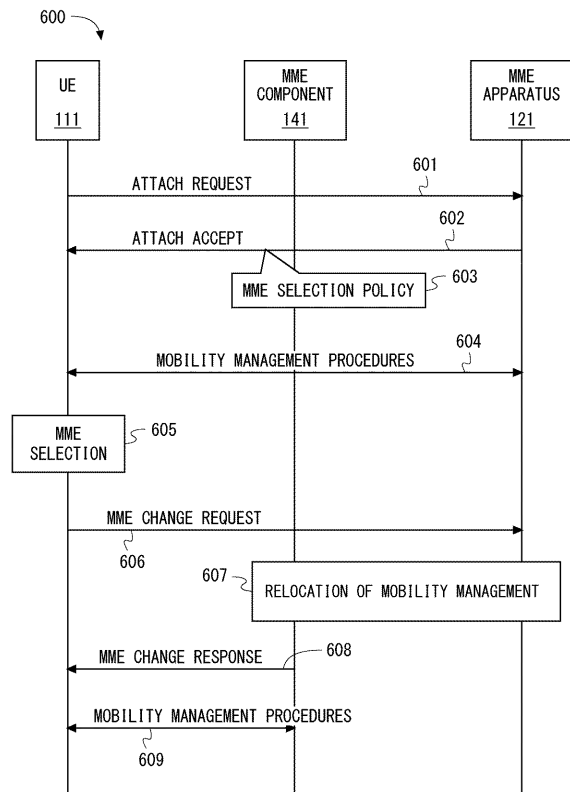 600
UE
111
MME
COMPONENT
141
MME
APPARATUS
121
ATTACH REQUEST
601
ATTACH ACCEPT
602
MME SELECTION POLICY
603
MOBILITY MANAGEMENT PROCEDURES
604
MME
SELECTION
605
MME CHANGE REQUEST
606
607
RELOCATION OF MOBILITY MANAGEMENT
MME CHANGE RESPONSE
608
MOBILITY MANAGEMENT PROCEDURES
609